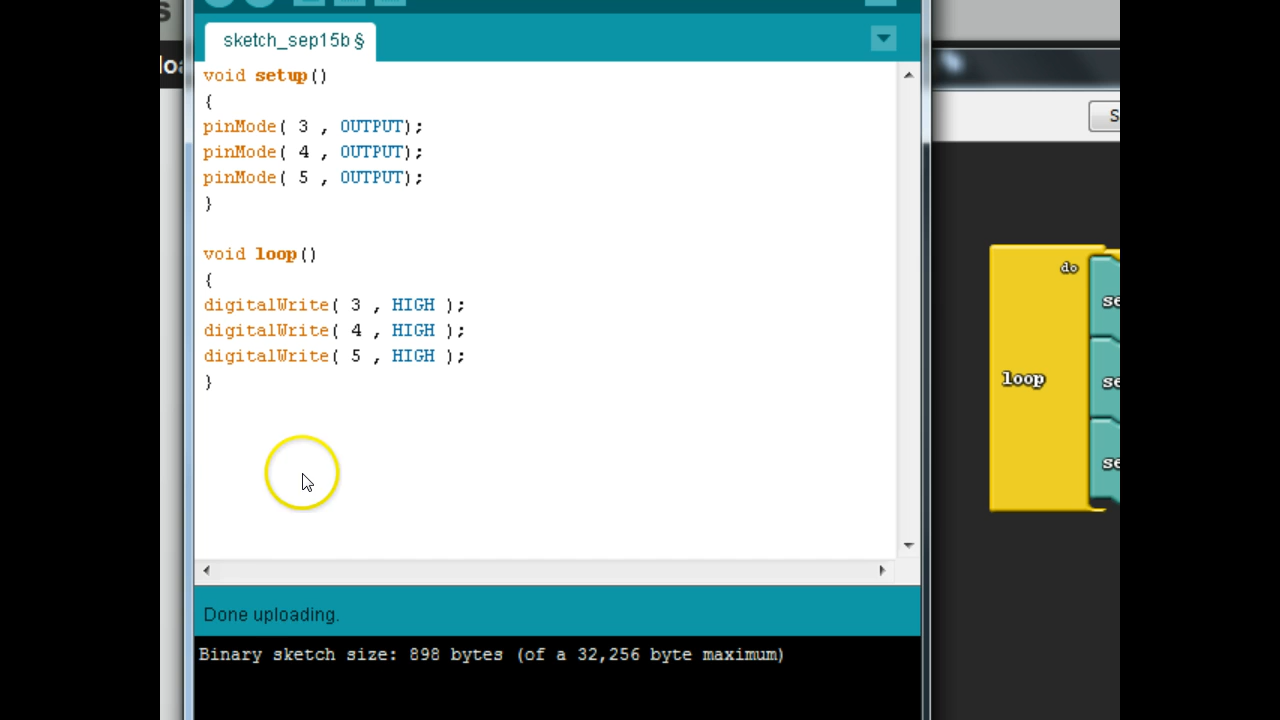 sketch_sep15b §
void setup()
{
pinMode( 3 , OUTPUT);
pinMode( 4 , OUTPUT);
pinMode( 5 , OUTPUT);
}
void loop()
{
digitalWrite( 3 , HIGH );
digitalWrite( 4 , HIGH );
digitalWrite( 5 , HIGH );
}
Done uploading.
Binary sketch size: 898 bytes (of a 32,256 byte maximum)
do
loop